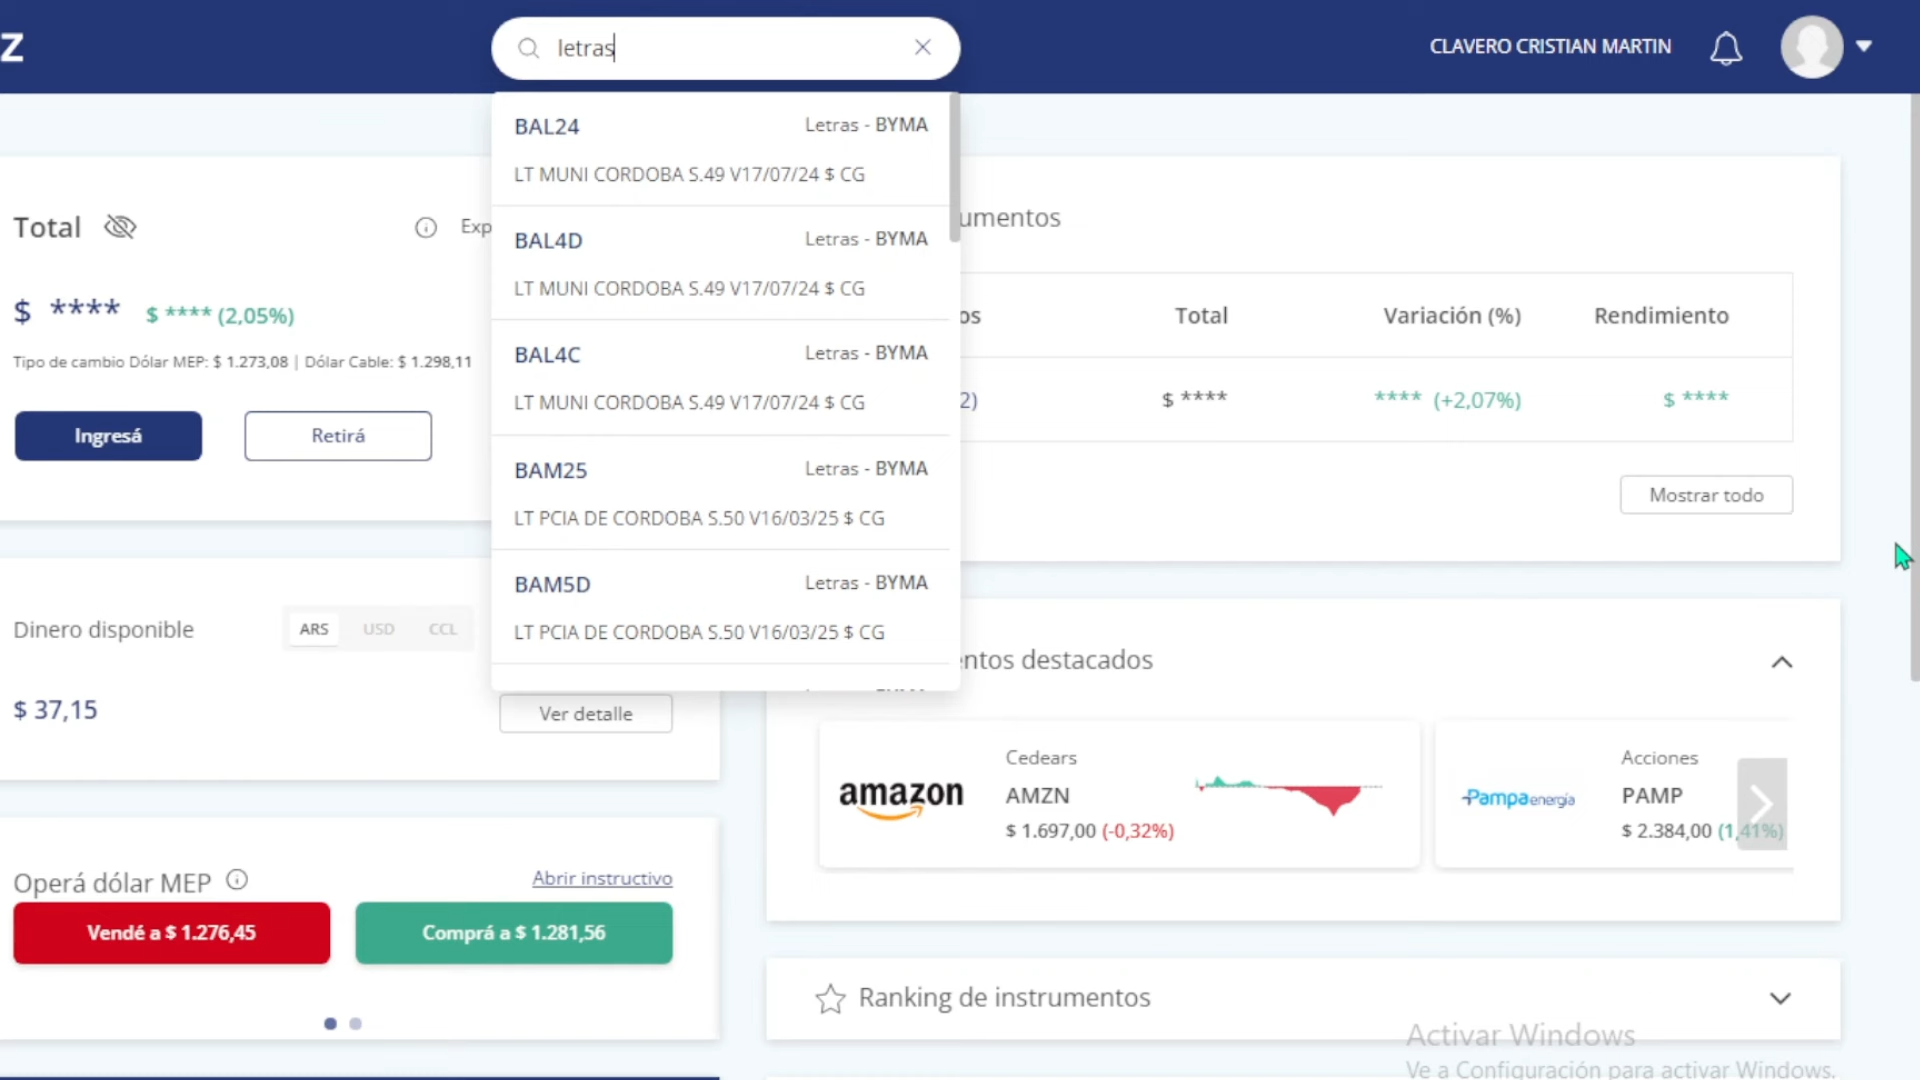 Z
letras
CLAVERO CRISTIAN MARTIN
BAL24
Letras - BYMA
LT MUNI CORDOBA S.49 V17/07/24 $ CG
BAL4D
Letras - BYMA
LT MUNI CORDOBA S.49 V17/07/24 $ CG
BAL4C
Letras - BYMA
LT MUNI CORDOBA S.49 V17/07/24 $ CG
BAM25
Letras - BYMA
LT PCIA DE CORDOBA S.50 V16/03/25 $ CG
BAM5D
Letras - BYMA
LT PCIA DE CORDOBA S.50 V16/03/25 $ CG
Total
Exp
$ **** $ **** (2,05%)
Tipo de cambio Dólar MEP: $ 1.273,08 | Dólar Cable: $ 1.298,11
Ingresá
Retirá
umentos
os
Total
Variación (%)
Rendimiento
2)
$ ****
**** (+2,07%)
$ ****
Mostrar todo
Dinero disponible
ARS
USD
CCL
$ 37,15
Ver detalle
entos destacados
amazon
Cedears
AMZN
$ 1.697,00 (-0,32%)
Pampa energía
Acciones
PAMP
$ 2.384,00 (1,41%)
Operá dólar MEP
Abrir instructivo
Vendé a $ 1.276,45
Comprá a $ 1.281,56
Ranking de instrumentos
Activar Windows
Ve a Configuración para activar Windows.